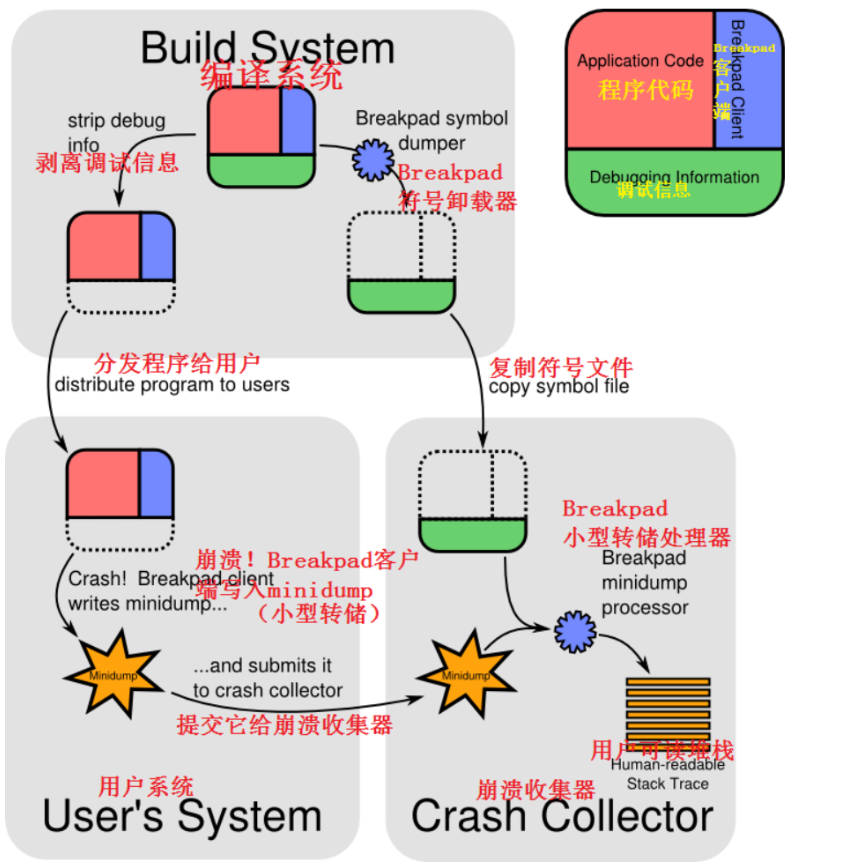 Build System
编译系统
strip debug
info
剥离调试信息
Breakpad symbol
dumper
Breakpad
符号卸载器
Application Code
程序代码
Breakpad Client
Breakpad
客户端
Debugging Information
调试信息
分发程序给用户
distribute program to users
复制符号文件
copy symbol file
崩溃！Breakpad客户
端写入minidump
（小型转储）
Crash! Breakpad client
writes minidump...
Minidump
...and submits it
to crash collector
提交它给崩溃收集器
用户系统
User's System
Breakpad
小型转储处理器
Breakpad
minidump
processor
Minidump
用户可读堆栈
Human-readable
Stack Trace
崩溃收集器
Crash Collector